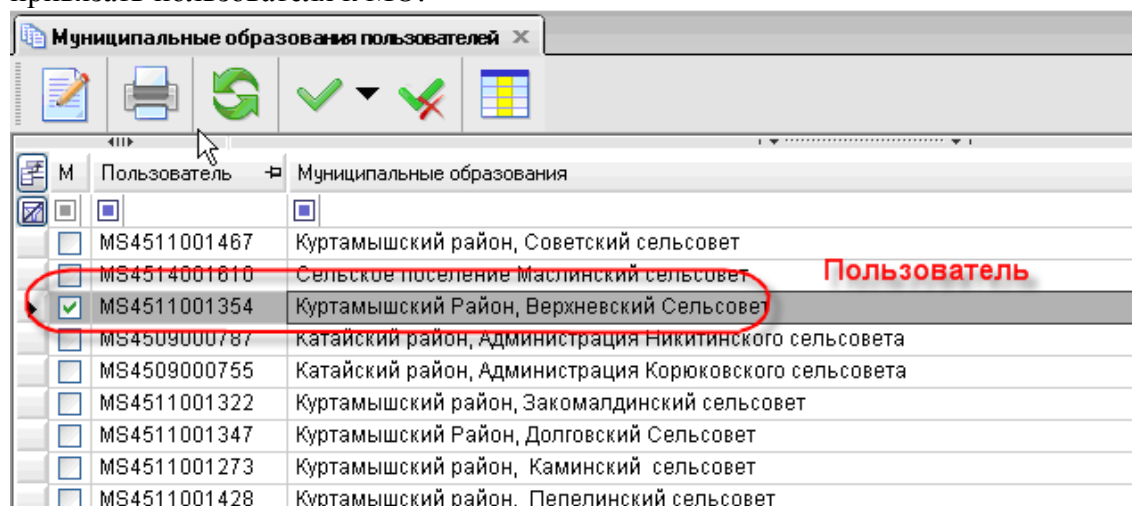 Муниципальные образования пользователей
М Пользователь Муниципальные образования
MS4511001467 Куртамышский район, Советский сельсовет
MS4514001610 Сельское поселение Маслинский сельсовет
Пользователь
MS4511001354 Куртамышский Район, Верхневский Сельсовет
MS4509000787 Катайский район, Администрация Никитинского сельсовета
MS4509000755 Катайский район, Администрация Корюковского сельсовета
MS4511001322 Куртамышский район, Закомалдинский сельсовет
MS4511001347 Куртамышский Район, Долговский Сельсовет
MS4511001273 Куртамышский район, Каминский сельсовет
MS4511001428 Куртамышский район, Пепелинский сельсовет